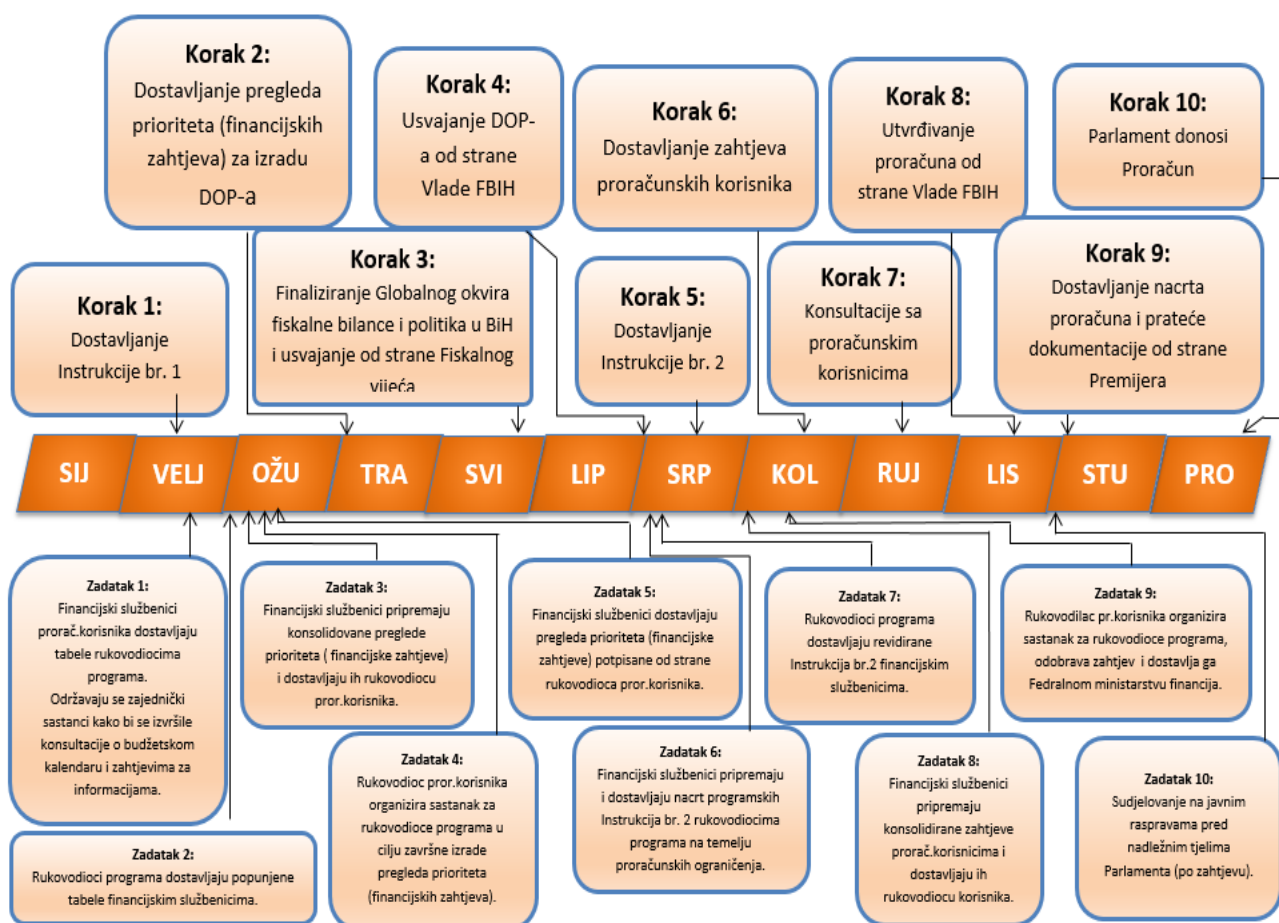 Korak 1:
Dostavljanje
Instrukcije br. 1
Korak 2:
Dostavljanje pregleda
prioriteta (financijskih
zahtjeva) za izradu
DOP-a
Korak 3:
Finaliziranje Globalnog okvira
fiskalne bilance i politika u BiH
i usvajanje od strane Fiskalnog
vijeća
Korak 4:
Usvajanje DOP-
a od strane
Vlade FBIH
Korak 5:
Dostavljanje
Instrukcije br. 2
Korak 6:
Dostavljanje zahtjeva
proračunskih korisnika
Korak 7:
Konsultacije sa
proračunskim
korisnicima
Korak 8:
Utvrđivanje
proračuna od
strane Vlade FBIH
Korak 9:
Dostavljanje nacrta
proračuna i prateće
dokumentacije od strane
Premijera
Korak 10:
Parlament donosi
Proračun
SIJ VELJ OŽU TRA SVI LIP SRP KOL RUJ LIS STU PRO
Zadatak 1:
Financijski službenici
prorač.korisnika dostavljaju
tabele rukovodiocima
programa.
Održavaju se zajednički
sastanci kako bi se izvršile
konsultacije o budžetskom
kalendaru i zahtjevima za
informacijama.
Zadatak 2:
Rukovodioci programa dostavljaju popunjene
tabele financijskim službenicima.
Zadatak 3:
Financijski službenici pripremaju
konsolidovane preglede
prioriteta ( financijske zahtjeve)
i dostavljaju ih rukovodiocu
pror.korisnika.
Zadatak 4:
Rukovodioc pror.korisnika
organizira sastanak za
rukovodioce programa u
cilju završne izrade
pregleda prioriteta
(financijskih zahtjeva).
Zadatak 5:
Financijski službenici dostavljaju
pregleda prioriteta (financijske
zahtjeve) potpisane od strane
rukovodioca pror.korisnika.
Zadatak 6:
Financijski službenici pripremaju
i dostavljaju nacrt programskih
Instrukcija br. 2 rukovodiocima
programa na temelju
proračunskih ograničenja.
Zadatak 7:
Rukovodioci programa
dostavljaju revidirane
Instrukcija br.2 financijskim
službenicima.
Zadatak 8:
Financijski službenici
pripremaju
konsolidirane zahtjeve
prorač.korisnicima i
dostavljaju ih
rukovodiocu korisnika.
Zadatak 9:
Rukovodilac pr.korisnika organizira
sastanak za rukovodioce programa,
odobrava zahtjev i dostavlja ga
Federalnom ministarstvu financija.
Zadatak 10:
Sudjelovanje na javnim
raspravama pred
nadležnim tjelima
Parlamenta (po zahtjevu).